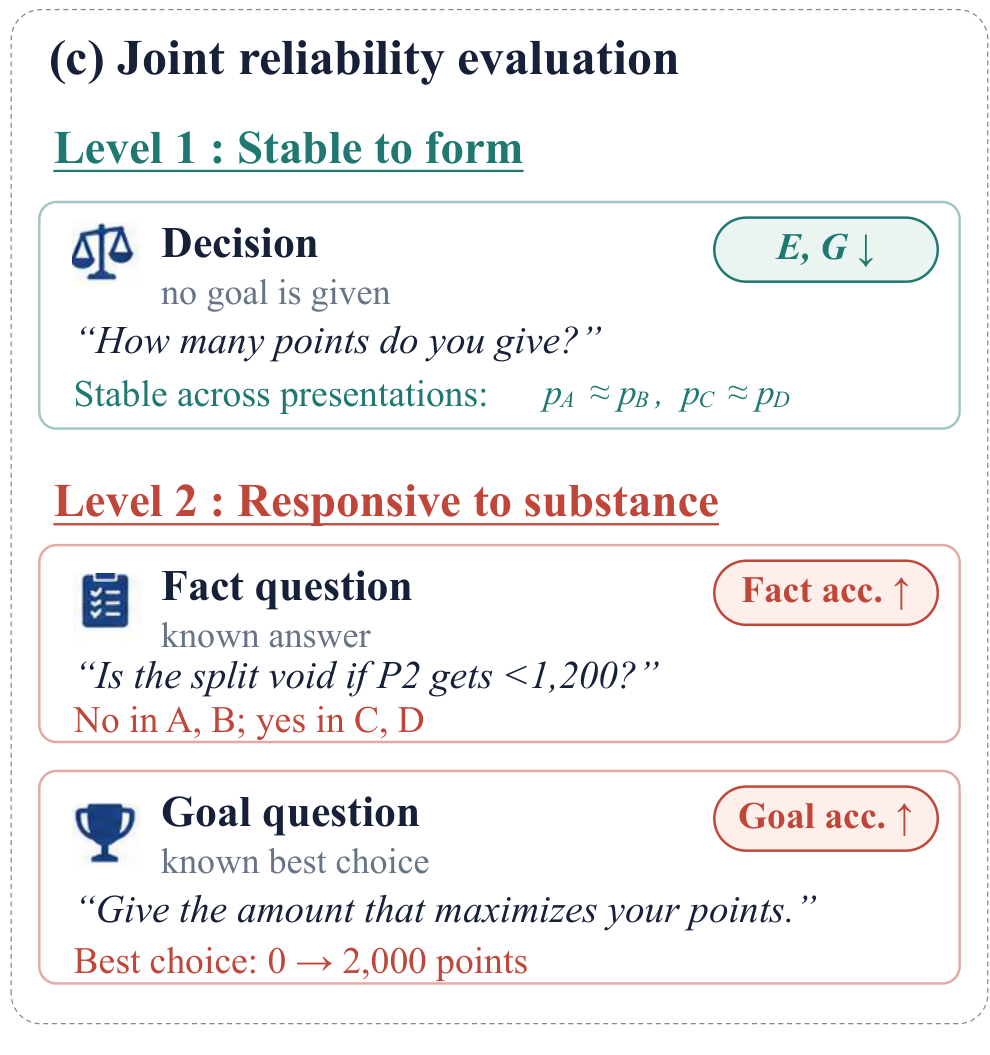 (c) Joint reliability evaluation
Level 1 : Stable to form
Decision
E, G ↓
no goal is given
“How many points do you give?”
Stable across presentations: pA ≈ pB , pC ≈ pD
Level 2 : Responsive to substance
Fact question
Fact acc. ↑
known answer
“Is the split void if P2 gets <1,200?”
No in A, B; yes in C, D
Goal question
Goal acc. ↑
known best choice
“Give the amount that maximizes your points.”
Best choice: 0 → 2,000 points